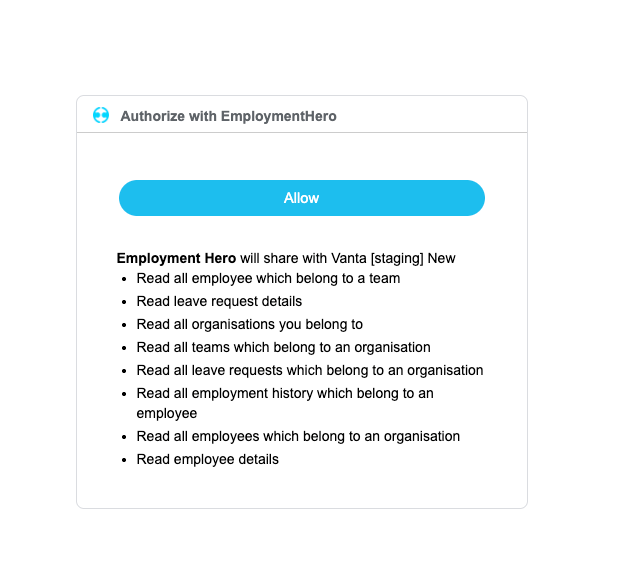 Authorize with EmploymentHero
Allow
Employment Hero will share with Vanta [staging] New
• Read all employee which belong to a team
• Read leave request details
• Read all organisations you belong to
• Read all teams which belong to an organisation
• Read all leave requests which belong to an organisation
• Read all employment history which belong to an
employee
• Read all employees which belong to an organisation
• Read employee details